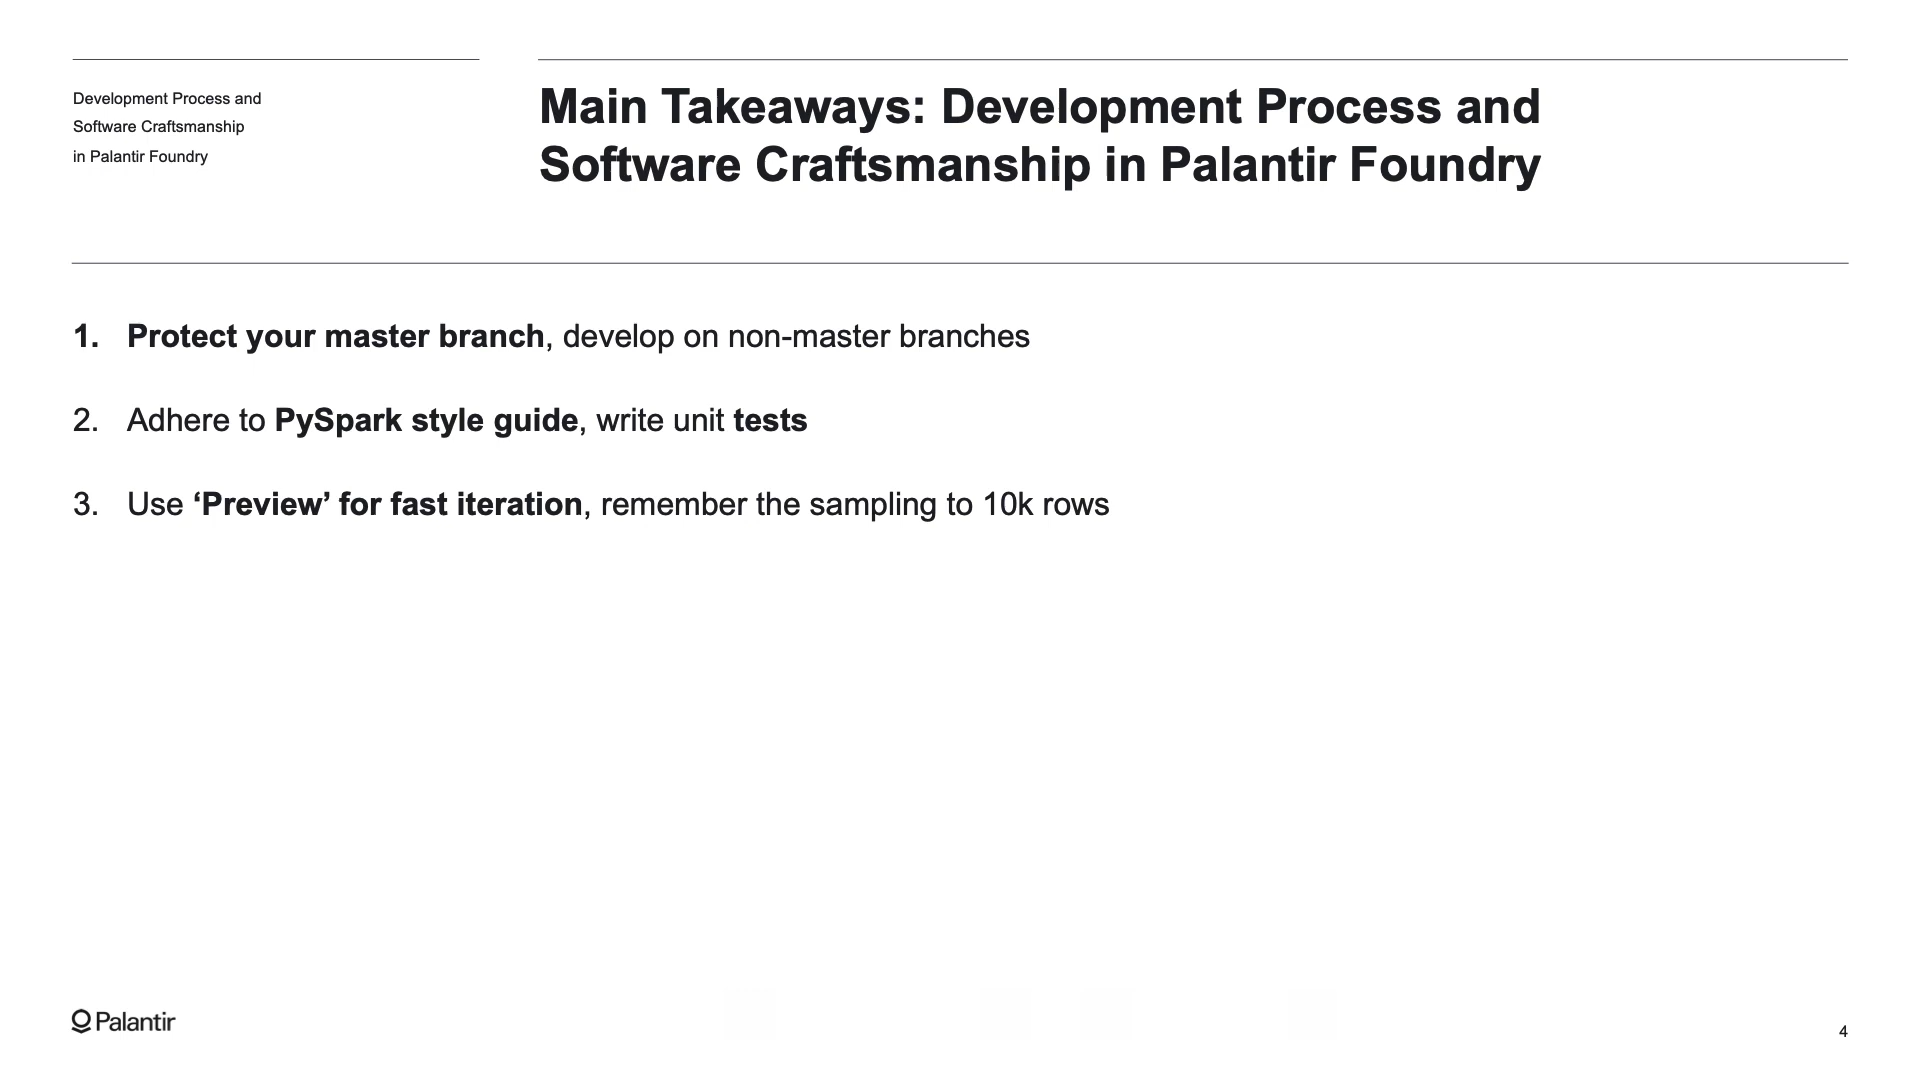 Development Process and
Software Craftsmanship
in Palantir Foundry
Main Takeaways: Development Process and
Software Craftsmanship in Palantir Foundry
1. Protect your master branch, develop on non-master branches
2. Adhere to PySpark style guide, write unit tests
3. Use ‘Preview’ for fast iteration, remember the sampling to 10k rows
Palantir
4